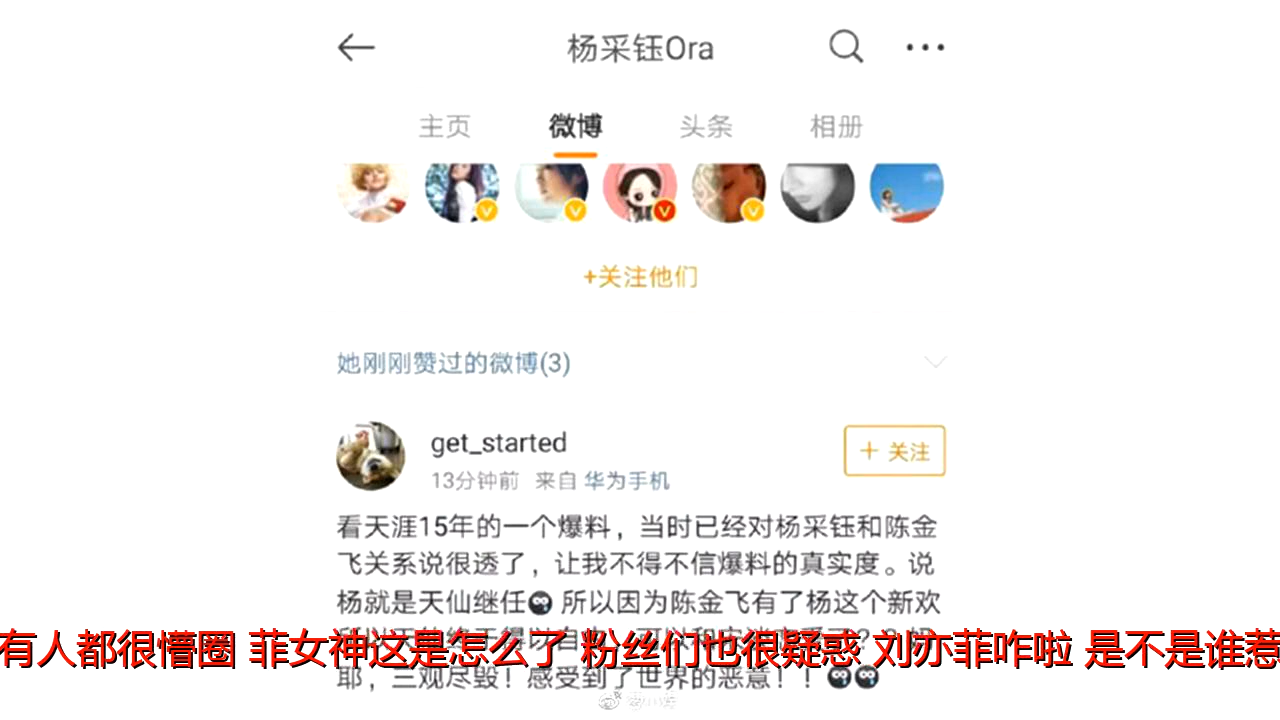 杨采钰Ora
主页 微博 头条 相册
+关注他们
她刚刚赞过的微博(3)
get_started
+ 关注
13分钟前 来自 华为手机
看天涯15年的一个爆料，当时已经对杨采钰和陈金
飞关系说很透了，让我不得不信爆料的真实度。说
杨就是天仙继任 所以因为陈金飞有了杨这个新欢
有人都很懵圈 菲女神这是怎么了 粉丝们也很疑惑 刘亦菲咋啦 是不是谁惹
耶，三观尽毁！感受到了世界的恶意！！